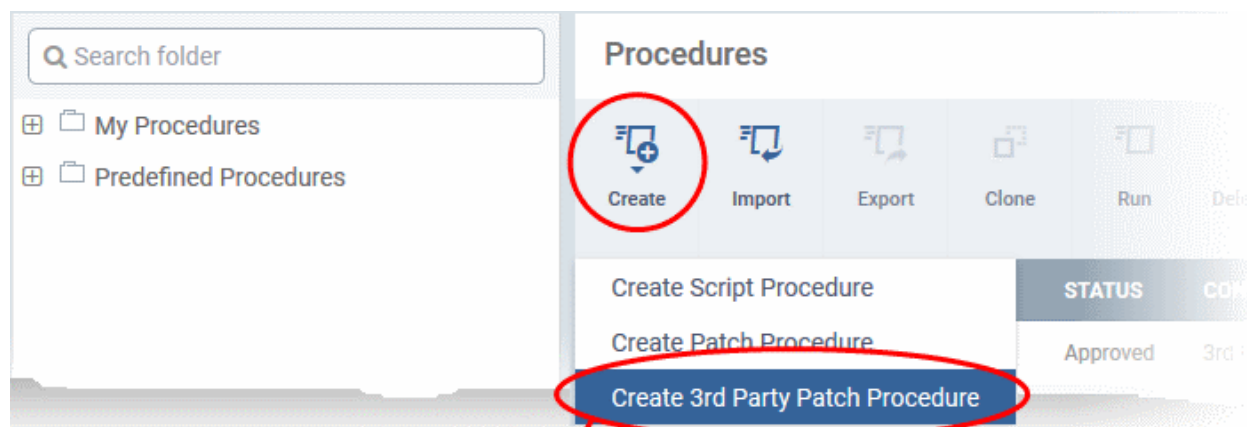 Search folder
My Procedures
Predefined Procedures
Procedures
Create Import Export Clone Run
Create Script Procedure
Create Patch Procedure
Create 3rd Party Patch Procedure
STATUS
Approved 3rd